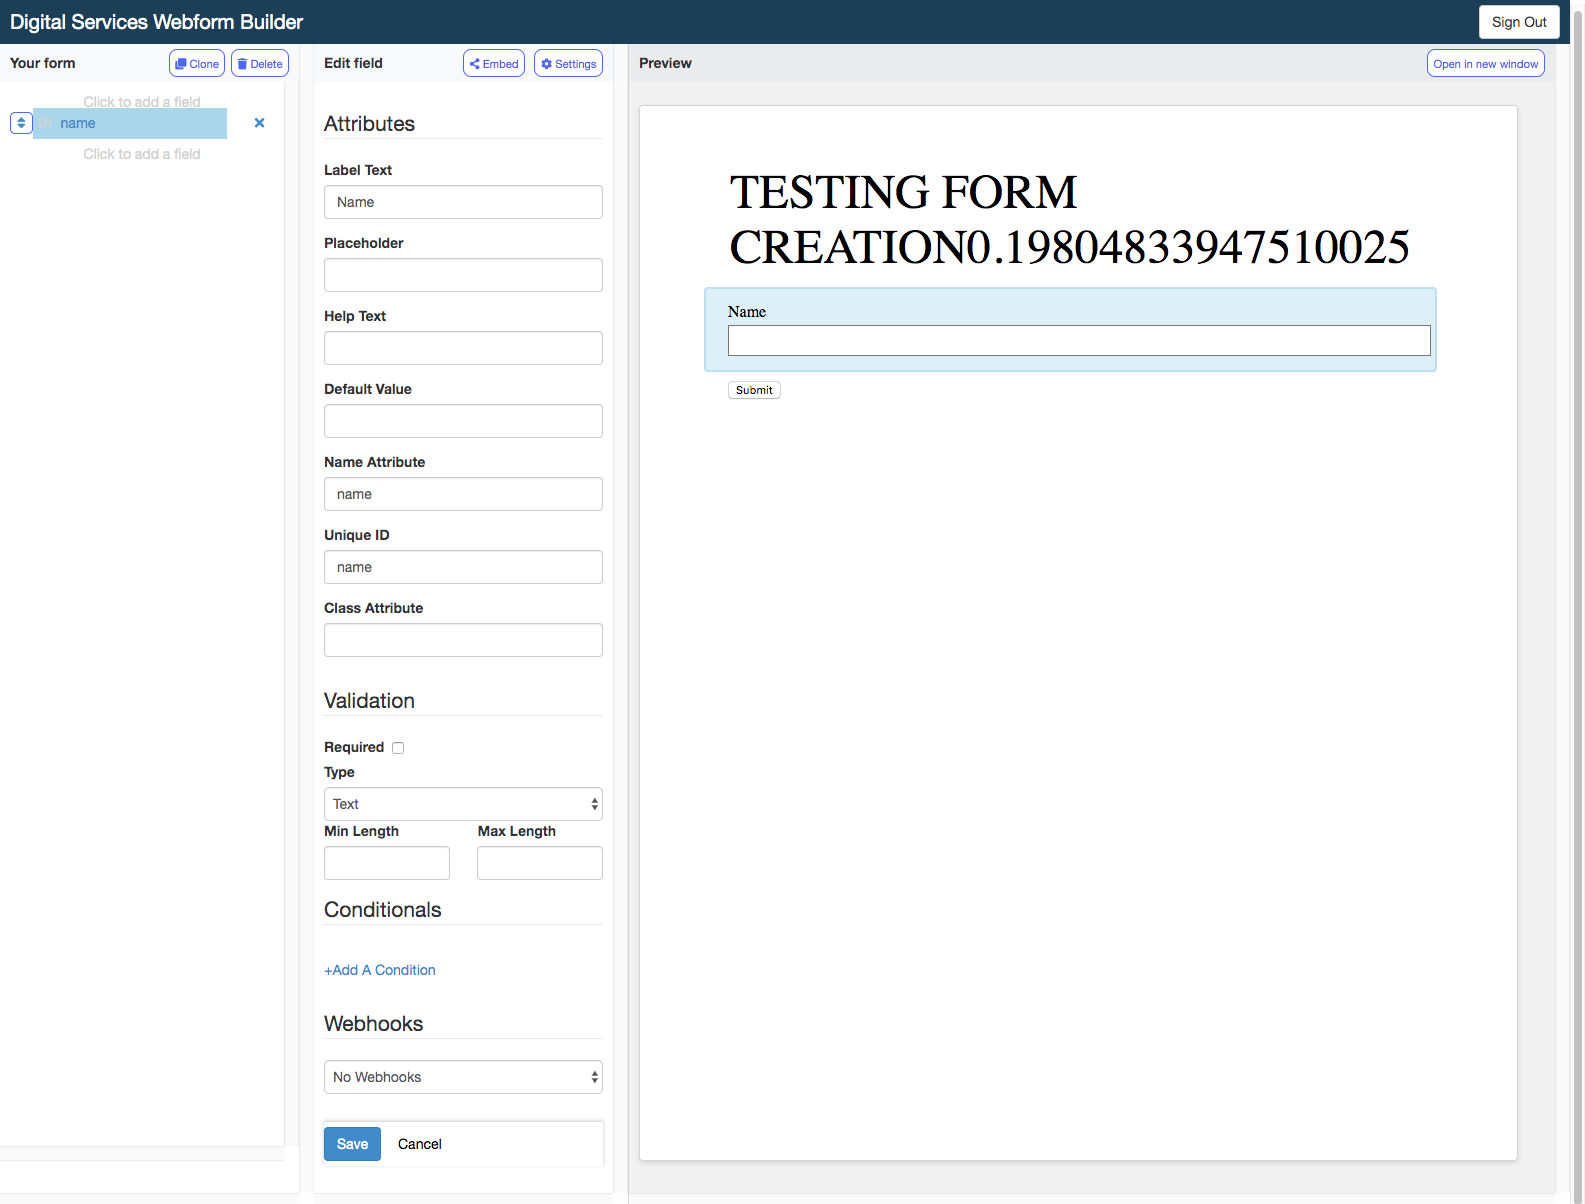 Digital Services Webform Builder
Sign Out
Your form
Clone
Delete
Click to add a field
01 name
Click to add a field
Edit field
Embed
Settings
Attributes
Label Text
Name
Placeholder
Help Text
Default Value
Name Attribute
name
Unique ID
name
Class Attribute
Validation
Required
Type
Text
Min Length Max Length
Conditionals
+Add A Condition
Webhooks
No Webhooks
Save Cancel
Preview
Open in new window
TESTING FORM
CREATION0.19804833947510025
Name
Submit